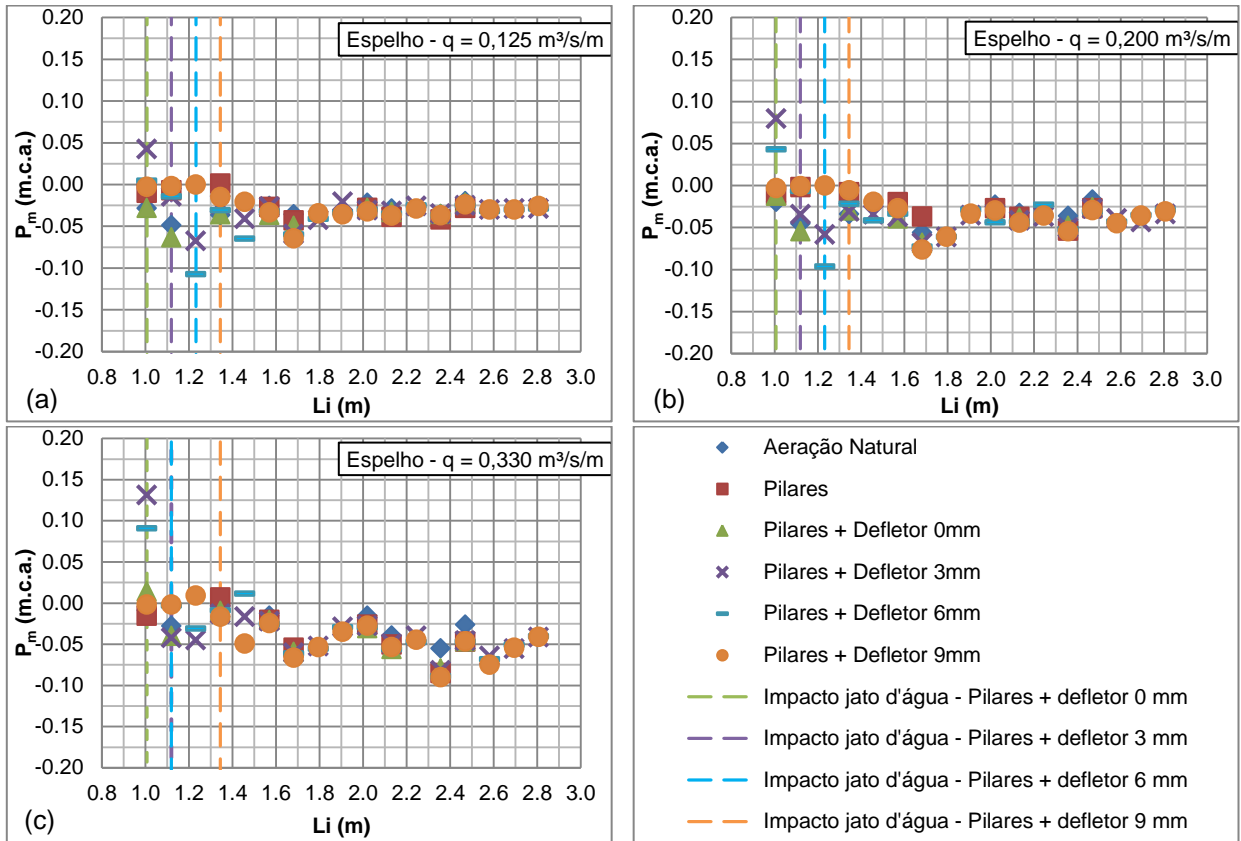 Espelho - q = 0,125 m³/s/m
0.20
0.15
0.10
0.05
0.00
-0.05
-0.10
-0.15
-0.20
P_m (m.c.a.)
0.8 1.0 1.2 1.4 1.6 1.8 2.0 2.2 2.4 2.6 2.8 3.0
(a)
Li (m)
Espelho - q = 0,200 m³/s/m
0.20
0.15
0.10
0.05
0.00
-0.05
-0.10
-0.15
-0.20
P_m (m.c.a.)
0.8 1.0 1.2 1.4 1.6 1.8 2.0 2.2 2.4 2.6 2.8 3.0
(b)
Li (m)
Espelho - q = 0,330 m³/s/m
0.20
0.15
0.10
0.05
0.00
-0.05
-0.10
-0.15
-0.20
P_m (m.c.a.)
0.8 1.0 1.2 1.4 1.6 1.8 2.0 2.2 2.4 2.6 2.8 3.0
(c)
Li (m)
Aeração Natural
Pilares
Pilares + Defletor 0mm
Pilares + Defletor 3mm
Pilares + Defletor 6mm
Pilares + Defletor 9mm
Impacto jato d'água - Pilares + defletor 0 mm
Impacto jato d'água - Pilares + defletor 3 mm
Impacto jato d'água - Pilares + defletor 6 mm
Impacto jato d'água - Pilares + defletor 9 mm